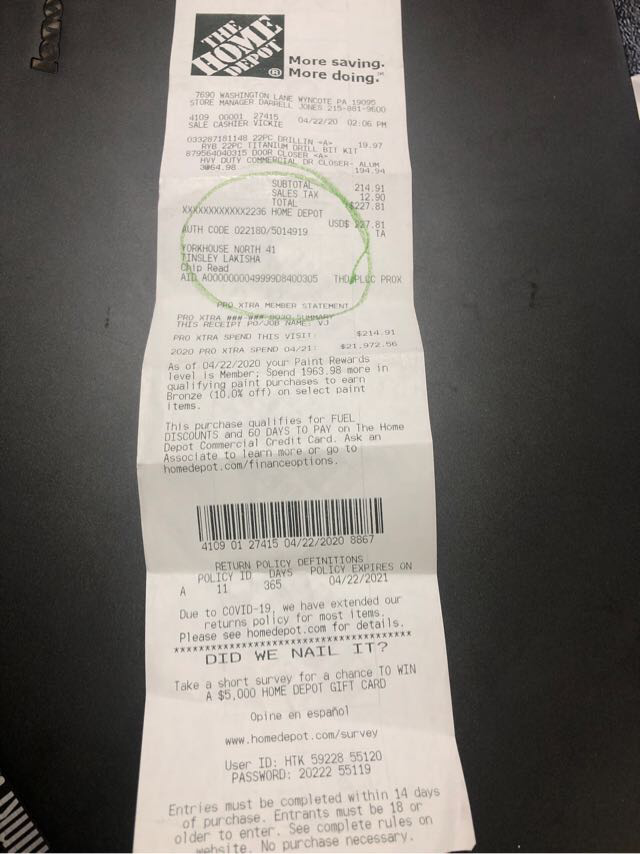 THE HOME DEPOT ®
More saving.
More doing.™
7690 WASHINGTON LANE WYNCOTE PA 19095
STORE MANAGER DARRELL JONES 215-881-9600
4109 00001 27415 04/22/20 02:06 PM
SALE CASHIER VICKIE
033287181148 22PC DRILLIN <A> 19.97
RYB 22PC TITANIUM DRILL BIT KIT
879564040315 DOOR CLOSER <A>
HVY DUTY COMMERCIAL DR CLOSER- ALUM
3@64.98 194.94
SUBTOTAL 214.91
SALES TAX 12.90
TOTAL $227.81
XXXXXXXXXXXX2236 HOME DEPOT
USD$ 227.81
AUTH CODE 022180/5014919 TA
YORKHOUSE NORTH 41
TINSLEY LAKISHA
Chip Read
AID A0000000049999D8400305 THD PLCC PROX
PRO XTRA MEMBER STATEMENT
PRO XTRA ###-###- SUMMARY
THIS RECEIPT PO/JOB NAME: VJ
PRO XTRA SPEND THIS VISIT: $214.91
2020 PRO XTRA SPEND 04/21: $21,972.56
As of 04/22/2020 your Paint Rewards
level is Member; Spend 1963.98 more in
qualifying paint purchases to earn
Bronze (10.0% off) on select paint
items.
This purchase qualifies for FUEL
DISCOUNTS and 60 DAYS TO PAY on The Home
Depot Commercial Credit Card. Ask an
Associate to learn more or go to
homedepot.com/financeoptions.
4109 01 27415 04/22/2020 8867
RETURN POLICY DEFINITIONS
POLICY ID DAYS POLICY EXPIRES ON
A 11 365 04/22/2021
Due to COVID-19, we have extended our
returns policy for most items.
Please see homedepot.com for details.
****************************************
DID WE NAIL IT?
Take a short survey for a chance TO WIN
A $5,000 HOME DEPOT GIFT CARD
Opine en español
www.homedepot.com/survey
User ID: HTK 59228 55120
PASSWORD: 20222 55119
Entries must be completed within 14 days
of purchase. Entrants must be 18 or
older to enter. See complete rules on
website. No purchase necessary.